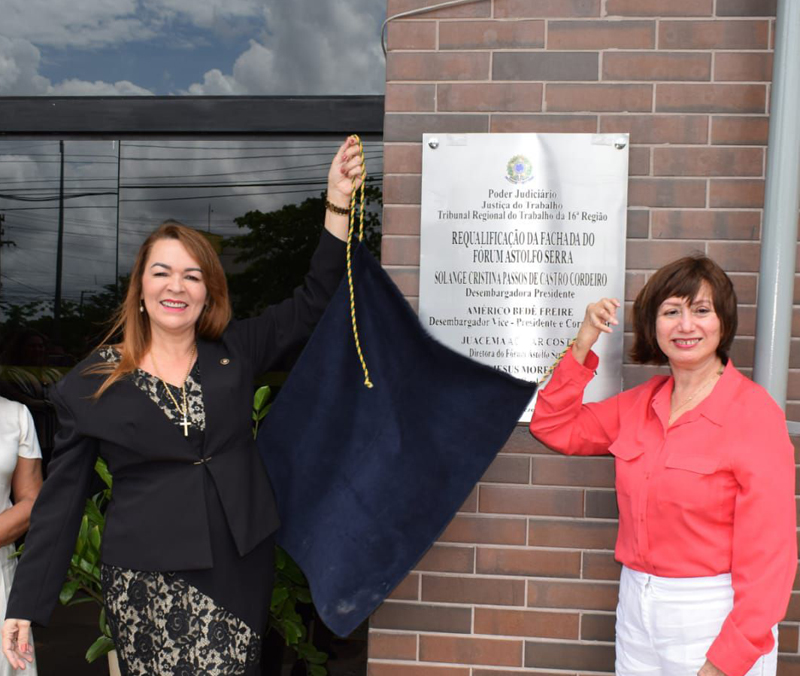 Poder Judiciário
Justiça do Trabalho
Tribunal Regional do Trabalho da 16ª Região
REQUALIFICAÇÃO DA FACHADA DO
FÓRUM ASTOLFO SERRA
SOLANGE CRISTINA PASSOS DE CASTRO CORDEIRO
Desembargadora Presidente
AMÉRICO BEDÊ FREIRE
Desembargador Vice - Presidente e
JUACEMA COSTA
Diretora do Fórum Astolfo
JESUS